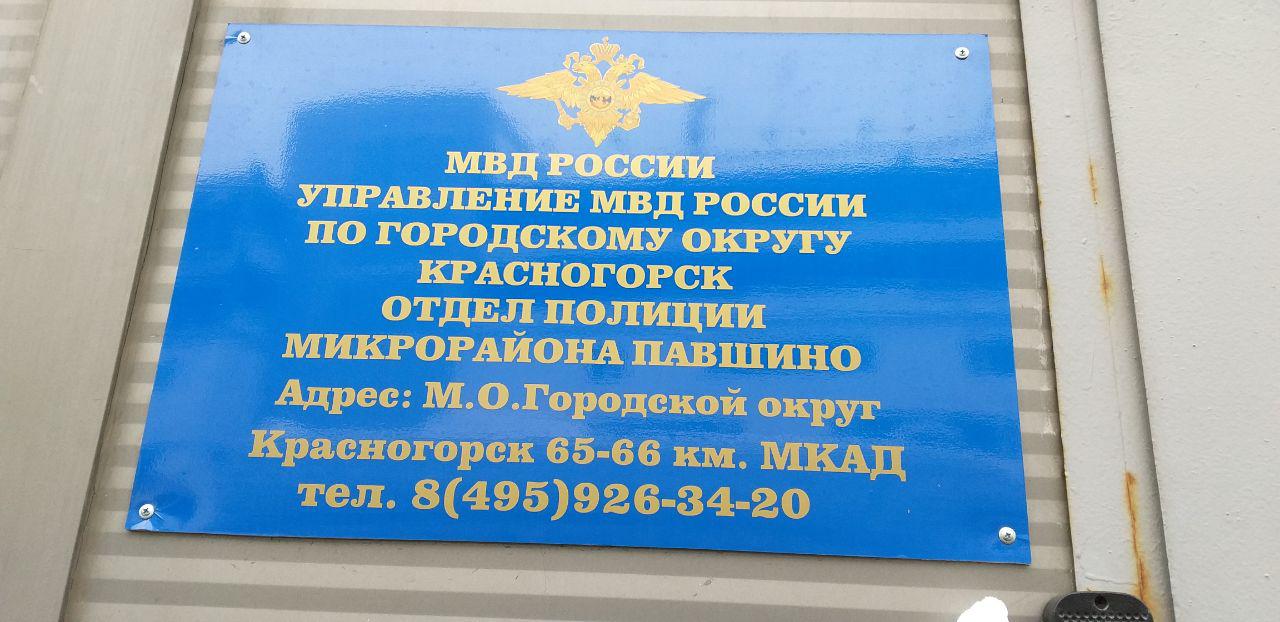 МВД РОССИИ
УПРАВЛЕНИЕ МВД РОССИИ
ПО ГОРОДСКОМУ ОКРУГУ
КРАСНОГОРСК
ОТДЕЛ ПОЛИЦИИ
МИКРОРАЙОНА ПАВШИНО
Адрес: М.О.Городской округ
Красногорск 65-66 км. МКАД
тел. 8(495)926-34-20